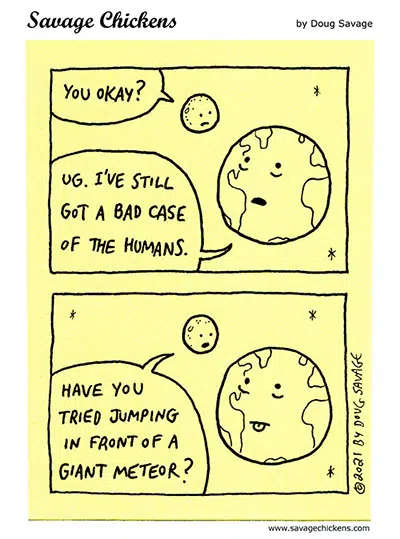 Savage Chickens
by Doug Savage
YOU OKAY?
UG. I'VE STILL
GOT A BAD CASE
OF THE HUMANS.
HAVE YOU
TRIED JUMPING
IN FRONT OF A
GIANT METEOR?
©2021 BY DOUG SAVAGE
www.savagechickens.com